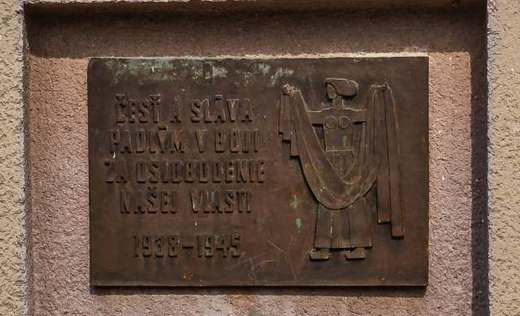 ČESŤ A SLÁVA
PADLÝM V BOJI
ZA OSLOBODENIE
NAŠEJ VLASTI
1938-1945